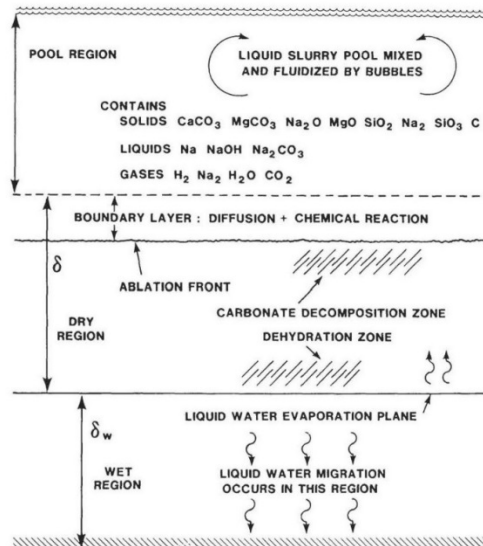 POOL REGION
LIQUID SLURRY POOL MIXED
AND FLUIDIZED BY BUBBLES
CONTAINS
SOLIDS CaCO₃ MgCO₃ Na₂O MgO SiO₂ Na₂ SiO₃ C
LIQUIDS Na NaOH Na₂CO₃
GASES H₂ Na₂ H₂O CO₂
BOUNDARY LAYER : DIFFUSION + CHEMICAL REACTION
δ
ABLATION FRONT
CARBONATE DECOMPOSITION ZONE
DRY
REGION
DEHYDRATION ZONE
LIQUID WATER EVAPORATION PLANE
δw
WET
REGION
LIQUID WATER MIGRATION
OCCURS IN THIS REGION